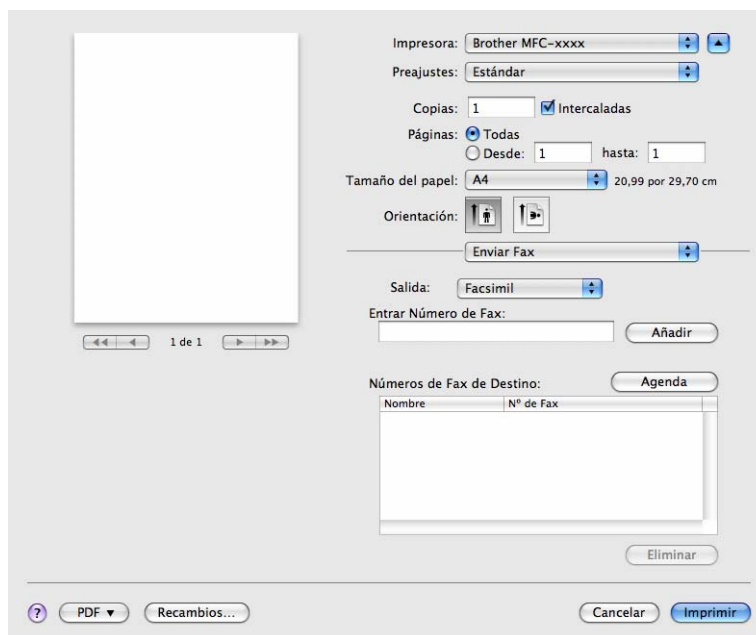 Impresora: Brother MFC-xxxx
Preajustes: Estándar
Copias: 1 Intercaladas
Páginas: Todas
Desde: 1 hasta: 1
Tamaño del papel: A4 20,99 por 29,70 cm
Orientación:
Enviar Fax
Salida: Facsimil
Entrar Número de Fax:
Añadir
1 de 1
Números de Fax de Destino: Agenda
Nombre Nº de Fax
Eliminar
? PDF Recambios... Cancelar Imprimir